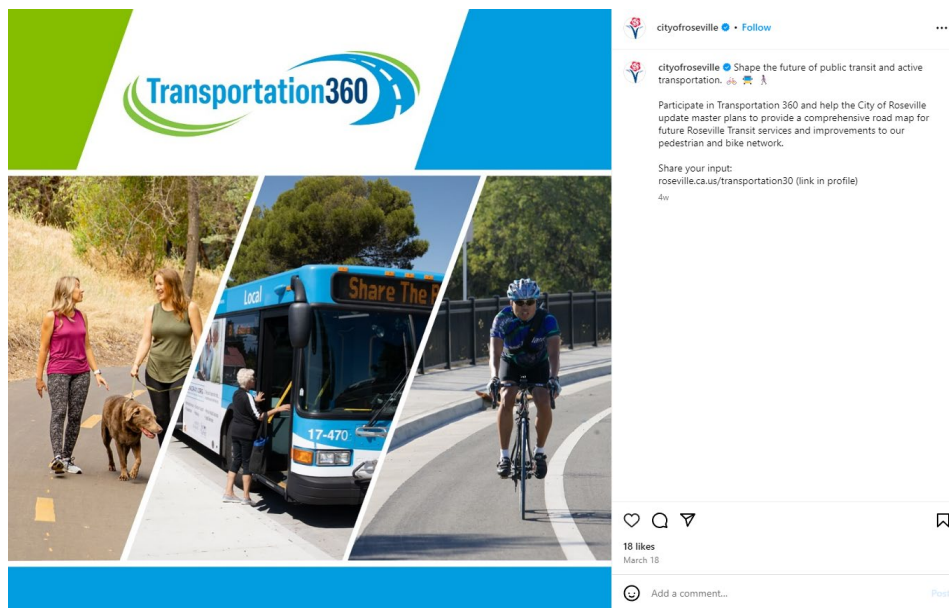 Transportation360
Local
Share The
17-470
cityofroseville • Follow
cityofroseville Shape the future of public transit and active
transportation. 🚲 🚍 🚶
Participate in Transportation 360 and help the City of Roseville
update master plans to provide a comprehensive road map for
future Roseville Transit services and improvements to our
pedestrian and bike network.
Share your input:
roseville.ca.us/transportation30 (link in profile)
4w
18 likes
March 18
Add a comment...
Post